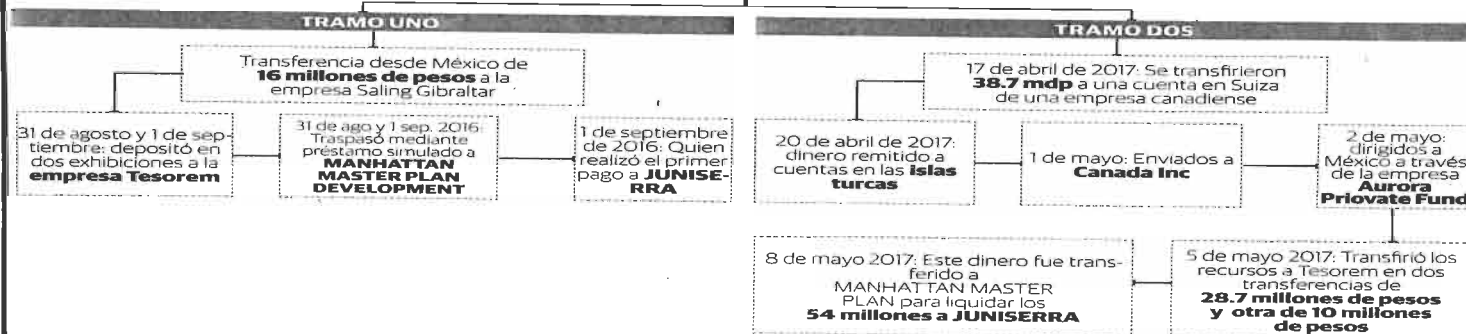 TRAMO UNO
Transferencia desde México de
16 millones de pesos a la
empresa Saling Gibraltar
31 de agosto y 1 de sep-
tiembre: depositó en
dos exhibiciones a la
empresa Tesorem
31 de ago y 1 sep. 2016
Traspasó mediante
préstamo simulado a
MANHATTAN
MASTER PLAN
DEVELOPMENT
1 de septiembre
de 2016: Quien
realizó el primer
pago a JUNISE-
RRA
TRAMO DOS
17 de abril de 2017: Se transfirieron
38.7 mdp a una cuenta en Suiza
de una empresa canadiense
20 de abril de 2017:
dinero remitido a
cuentas en las islas
turcas
1 de mayo: Enviados a
Canada Inc
2 de mayo:
dirigidos a
México a través
de la empresa
Aurora
Priovate Fund
5 de mayo 2017: Transfirió los
recursos a Tesorem en dos
transferencias de
28.7 millones de pesos
y otra de 10 millones
de pesos
8 de mayo 2017: Este dinero fue trans-
ferido a
MANHATTAN MASTER
PLAN para liquidar los
54 millones a JUNISERRA